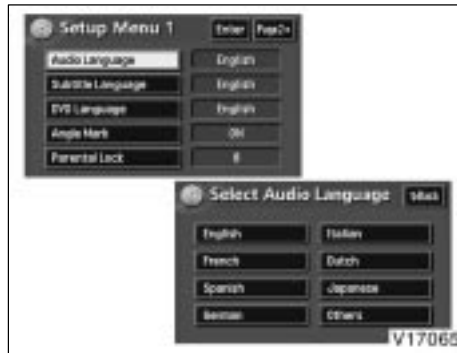 Setup Menu 1 Enter Page2>
Audio Language English
Subtitle Language English
DVD Language English
Angle Mark ON
Parental Lock 8
Select Audio Language Back
English Italian
French Dutch
Spanish Japanese
German Others
V17065